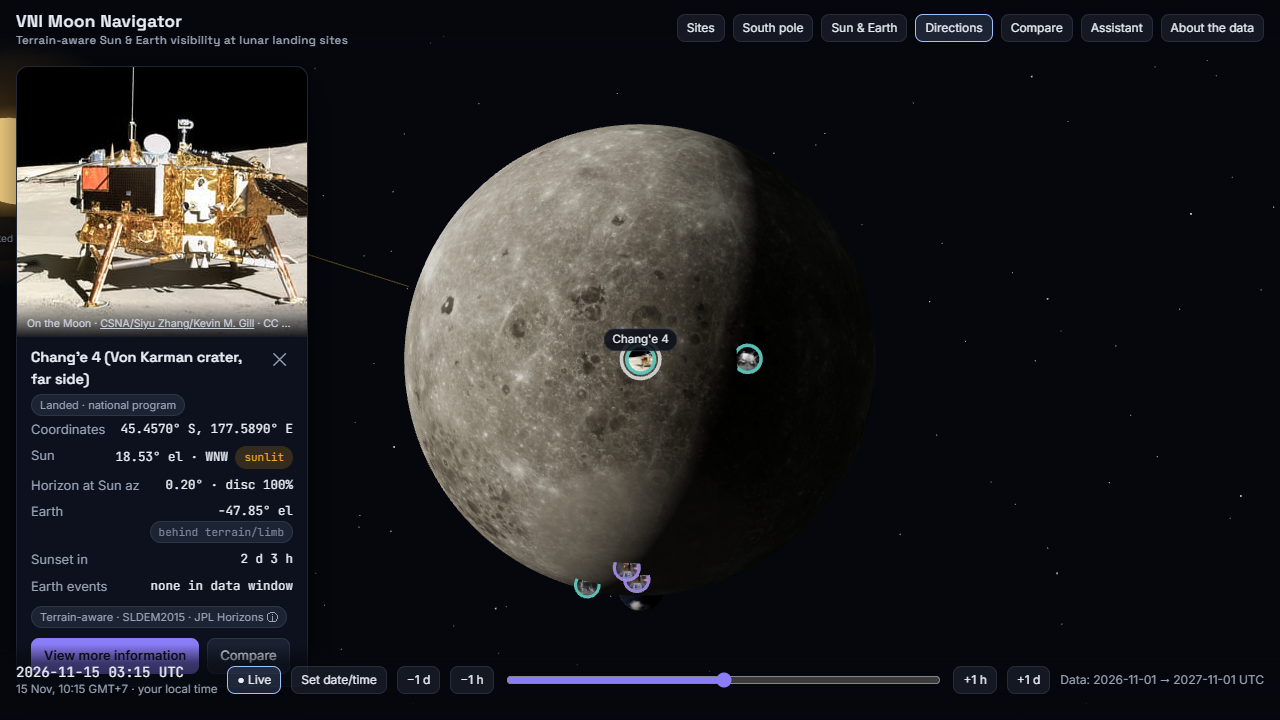 VNI Moon Navigator
Terrain-aware Sun & Earth visibility at lunar landing sites
Sites
South pole
Sun & Earth
Directions
Compare
Assistant
About the data
On the Moon · CSNA/Siyu Zhang/Kevin M. Gill · CC ...
Chang'e 4 (Von Karman crater,
far side)
Landed · national program
Coordinates 45.4570° S, 177.5890° E
Sun 18.53° el · WNW sunlit
Horizon at Sun az 0.20° · disc 100%
Earth -47.85° el
behind terrain/limb
Sunset in 2 d 3 h
Earth events none in data window
Terrain-aware · SLDEM2015 · JPL Horizons ⓘ
View more information
Compare
Chang'e 4
2026-11-15 03:15 UTC
15 Nov, 10:15 GMT+7 · your local time
● Live
Set date/time
−1 d
−1 h
+1 h
+1 d
Data: 2026-11-01 → 2027-11-01 UTC